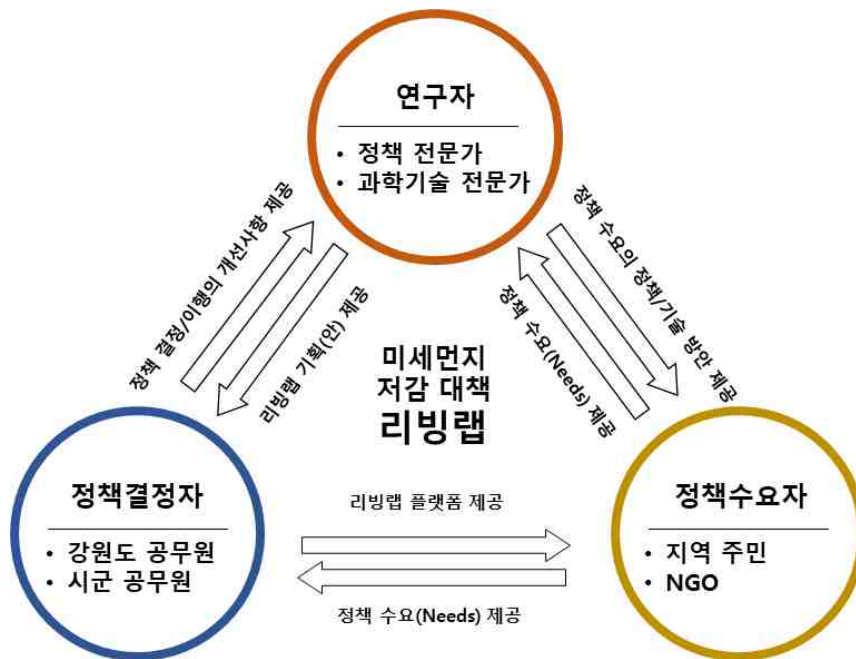 연구자
• 정책 전문가
• 과학기술 전문가
정책 결정/이행의 개선사항 제공
리빙랩 기획(안) 제공
정책 수요의 정책/기술 방안 제공
정책 수요(Needs) 제공
미세먼지
저감 대책
리빙랩
정책결정자
• 강원도 공무원
• 시군 공무원
리빙랩 플랫폼 제공
정책 수요(Needs) 제공
정책수요자
• 지역 주민
• NGO